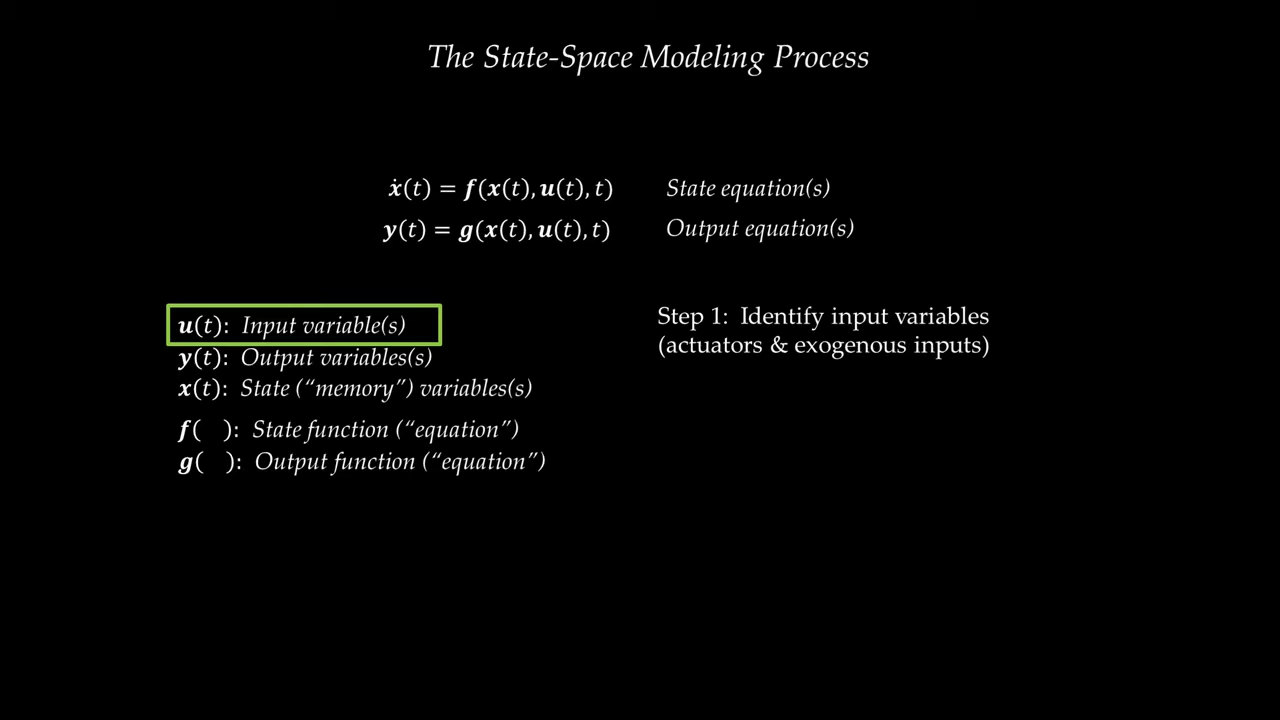 The State-Space Modeling Process
ẋ(t) = f(x(t), u(t), t) State equation(s)
y(t) = g(x(t), u(t), t) Output equation(s)
u(t): Input variable(s)
y(t): Output variables(s)
x(t): State (“memory”) variables(s)
f( ): State function (“equation”)
g( ): Output function (“equation”)
Step 1: Identify input variables
(actuators & exogenous inputs)